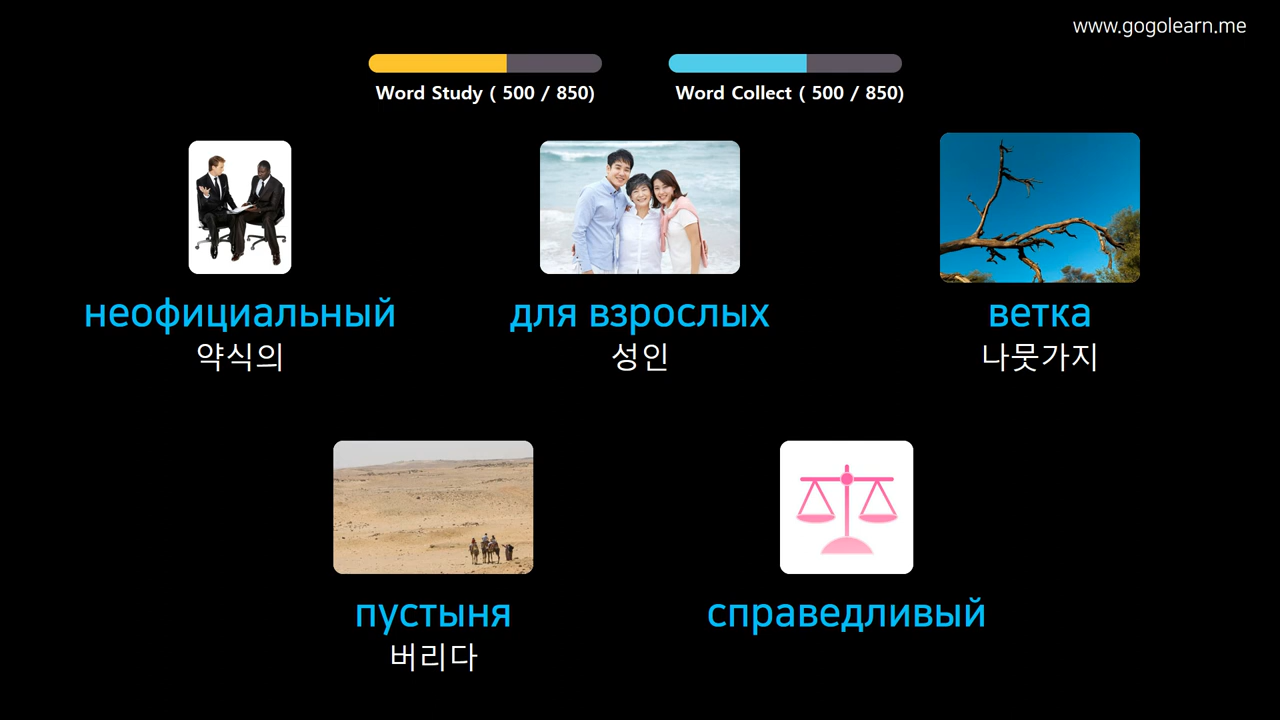 www.gogolearn.me
Word Study ( 500 / 850)
Word Collect ( 500 / 850)
неофициальный
약식의
для взрослых
성인
ветка
나뭇가지
пустыня
버리다
справедливый